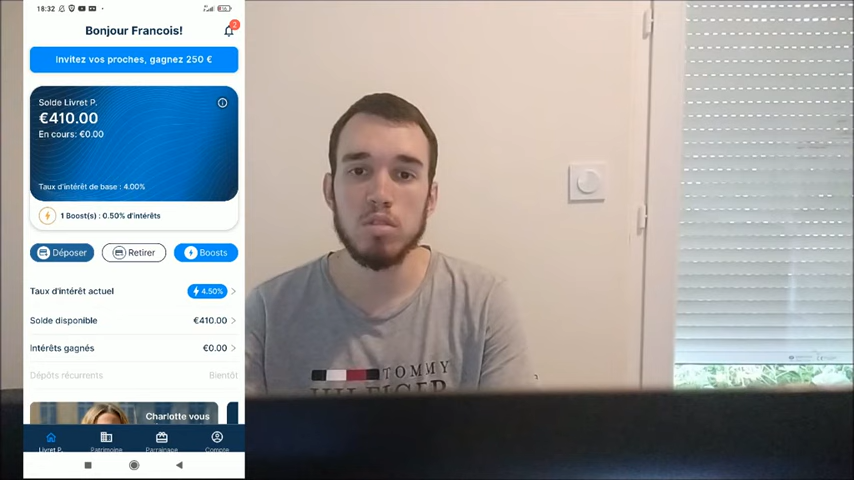 18:32
2
Bonjour Francois!
Invitez vos proches, gagnez 250 €
Solde Livret P.
€410.00
En cours: €0.00
Taux d'intérêt de base : 4.00%
1 Boost(s) : 0.50% d'intérêts
Déposer
Retirer
Boosts
Taux d'intérêt actuel
4.50%
Solde disponible
€410.00
Intérêts gagnés
€0.00
Dépôts récurrents
Bientôt
Charlotte vous
Livret P.
Patrimoine
Parrainage
Compte
TOMMY
HILFIGER